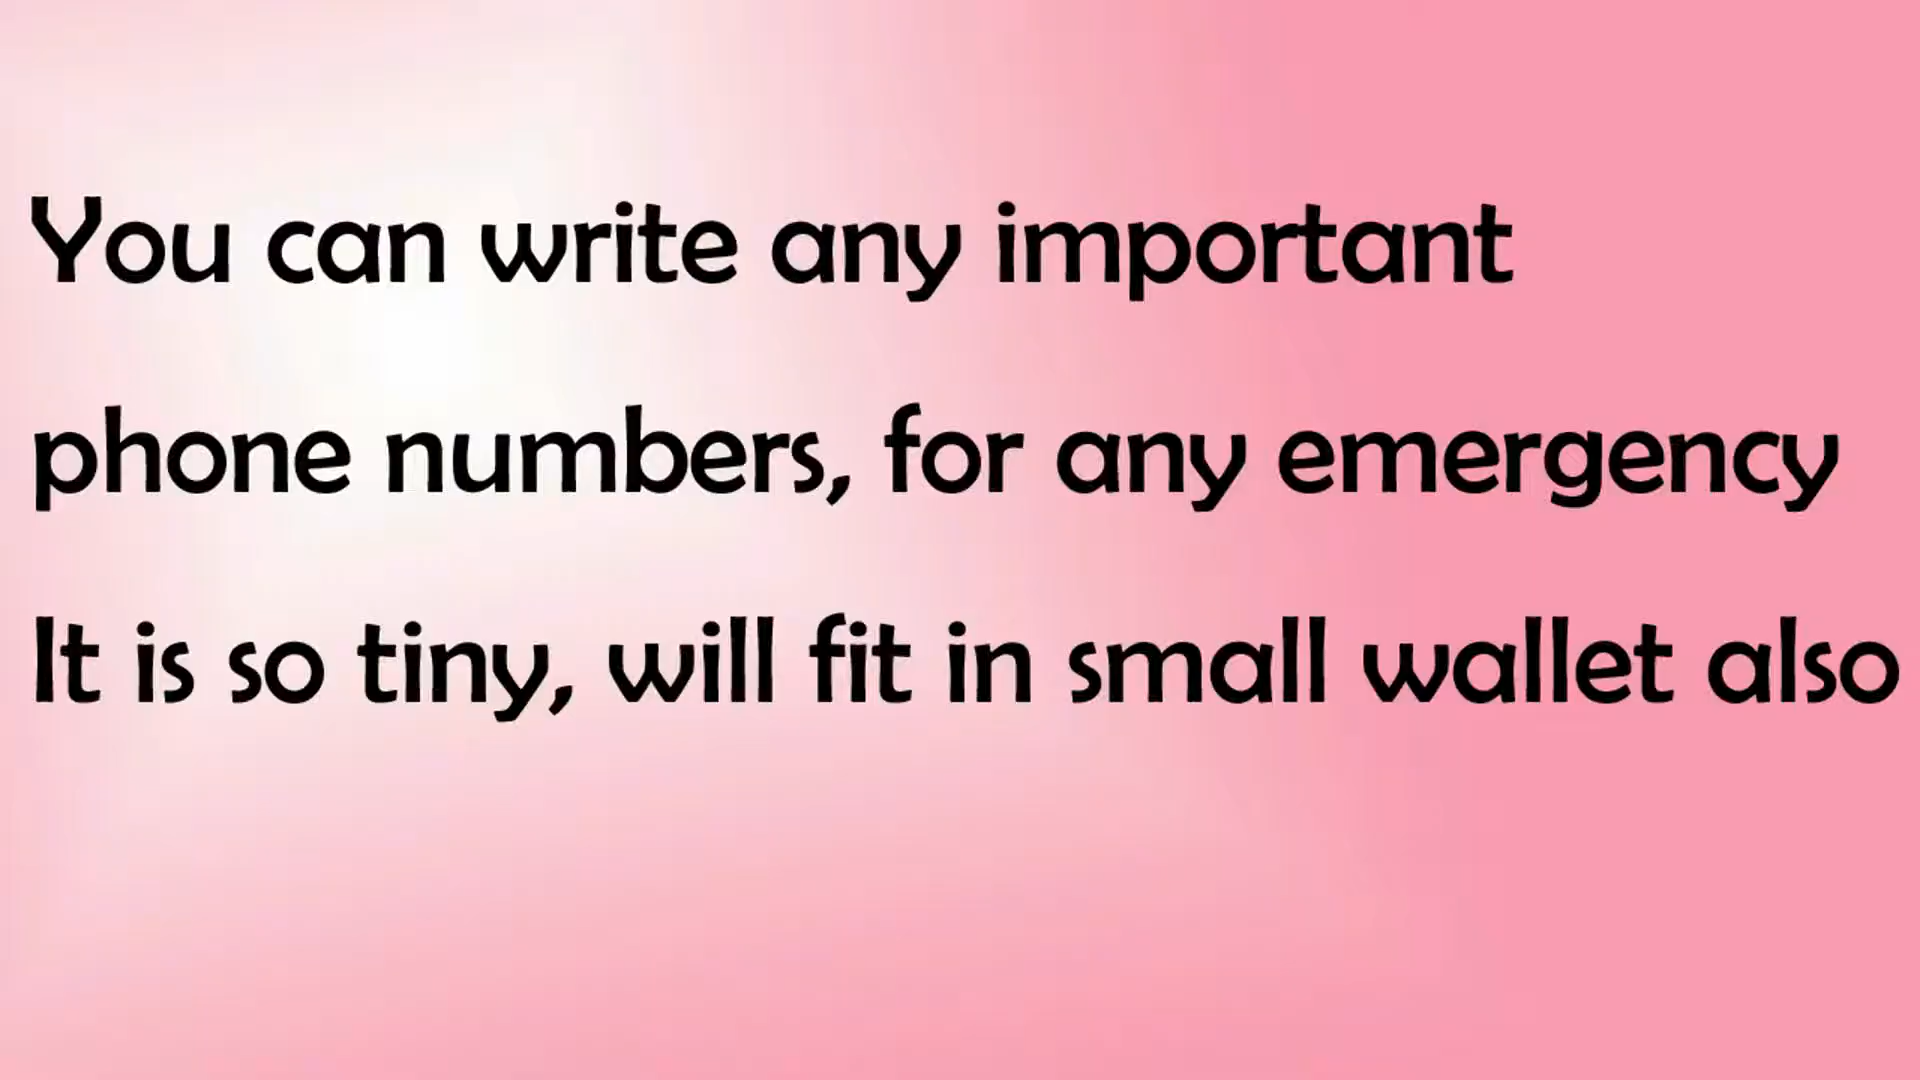 You can write any important
phone numbers, for any emergency
It is so tiny, will fit in small wallet also